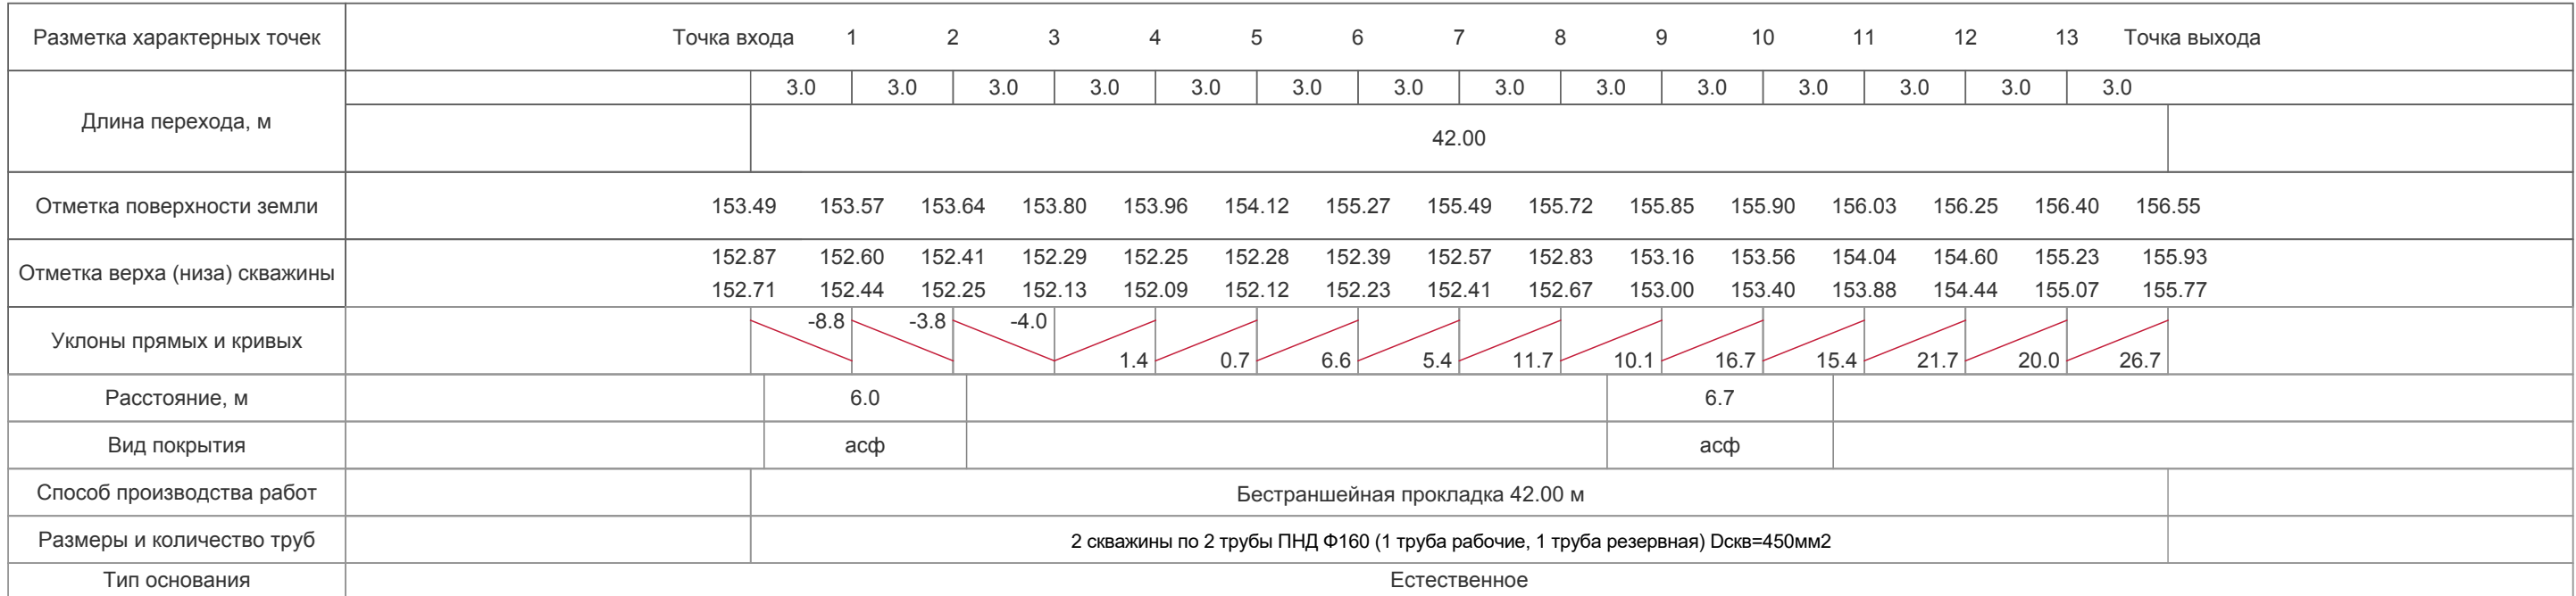 Разметка характерных точек Точка входа 1 2 3 4 5 6 7 8 9 10 11 12 13 Точка выхода
3.0 3.0 3.0 3.0 3.0 3.0 3.0 3.0 3.0 3.0 3.0 3.0 3.0 3.0
Длина перехода, м
42.00
Отметка поверхности земли 153.49 153.57 153.64 153.80 153.96 154.12 155.27 155.49 155.72 155.85 155.90 156.03 156.25 156.40 156.55
Отметка верха (низа) скважины
152.87 152.60 152.41 152.29 152.25 152.28 152.39 152.57 152.83 153.16 153.56 154.04 154.60 155.23 155.93
152.71 152.44 152.25 152.13 152.09 152.12 152.23 152.41 152.67 153.00 153.40 153.88 154.44 155.07 155.77
Уклоны прямых и кривых -8.8 -3.8 -4.0 1.4 0.7 6.6 5.4 11.7 10.1 16.7 15.4 21.7 20.0 26.7
Расстояние, м 6.0 6.7
Вид покрытия асф асф
Способ производства работ Бестраншейная прокладка 42.00 м
Размеры и количество труб 2 скважины по 2 трубы ПНД Ф160 (1 труба рабочие, 1 труба резервная) Dскв=450мм2
Тип основания Естественное